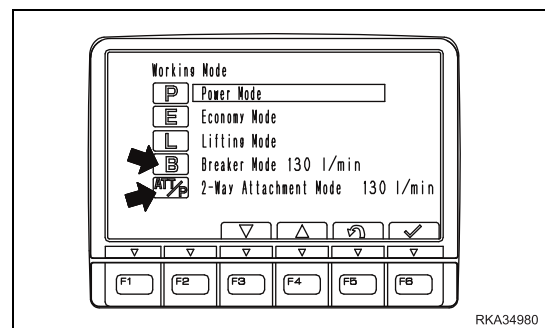 Working Mode
P Power Mode
E Economy Mode
L Lifting Mode
B Breaker Mode 130 l/min
ATT/P 2-Way Attachment Mode 130 l/min
F1 F2 F3 F4 F5 F6
RKA34980